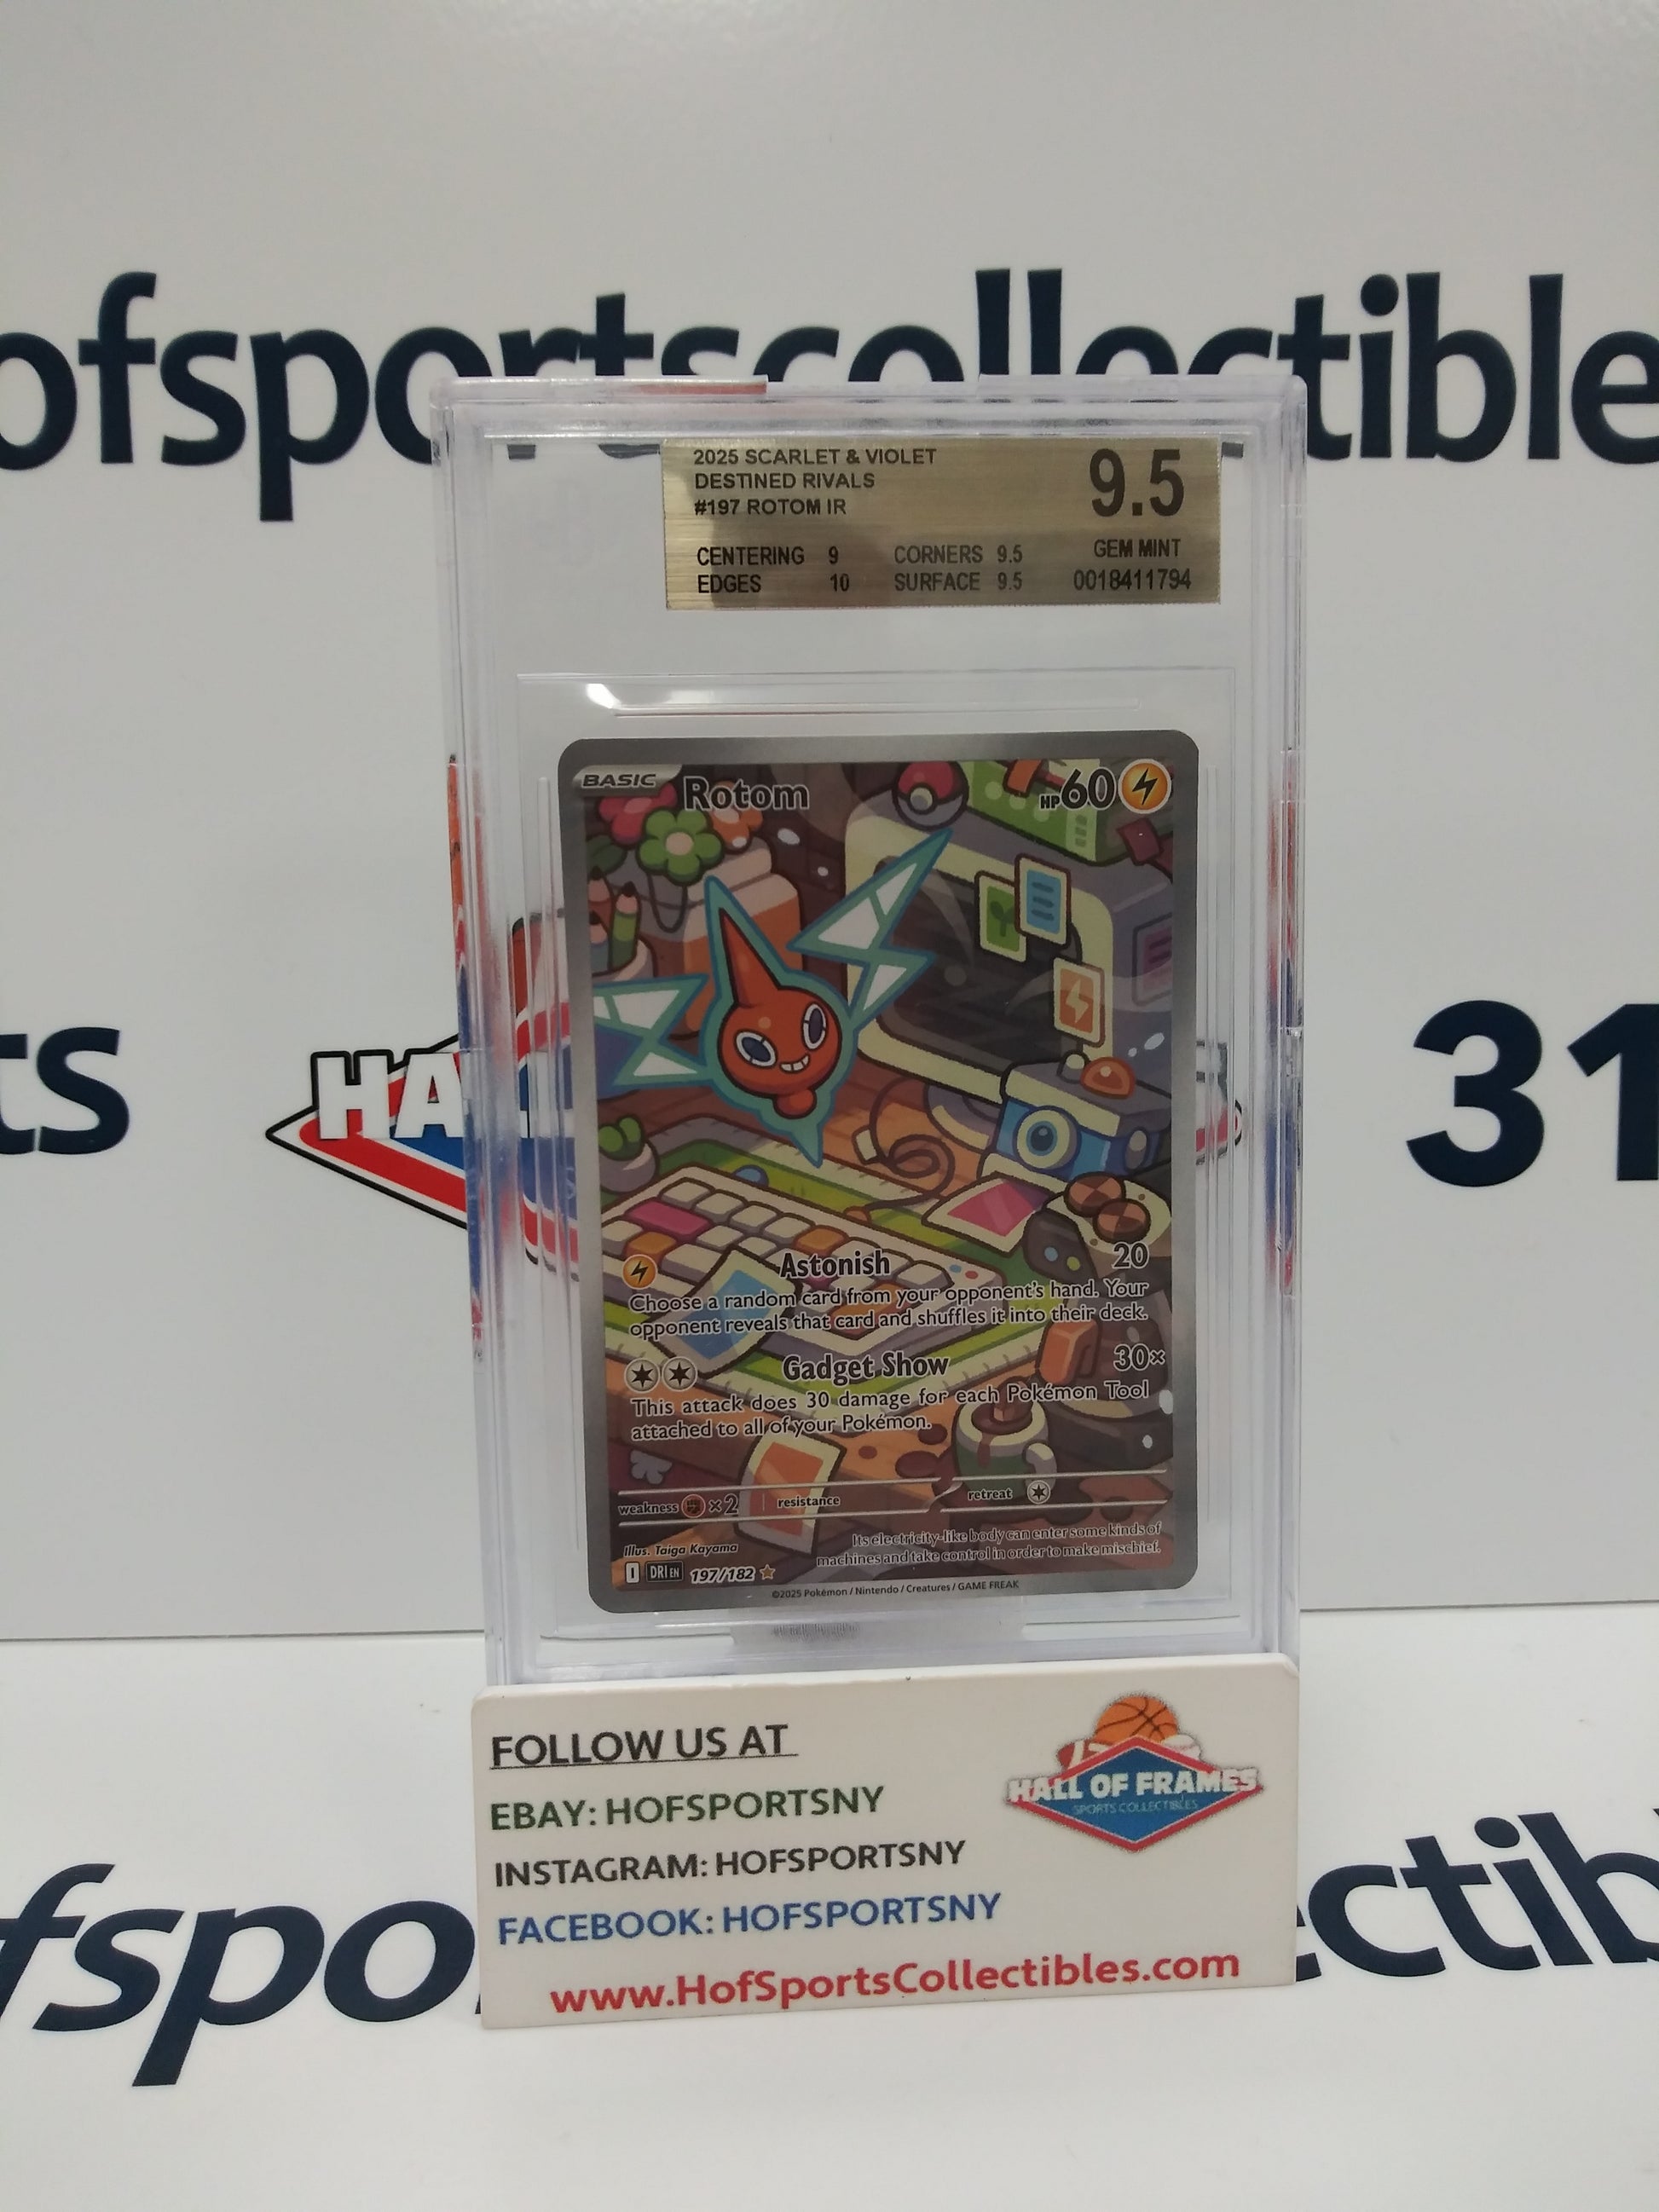 ofsportscollectible
2025 SCARLET & VIOLET
DESTINED RIVALS
#197 ROTOM IR
9.5
GEM MINT
0018411794
CENTERING 9 CORNERS 9.5
EDGES 10 SURFACE 9.5
BASIC Rotom HP 60
ts
HA
31
Astonish 20
Choose a random card from your opponent's hand. Your
opponent reveals that card and shuffles it into their deck.
Gadget Show 30×
This attack does 30 damage for each Pokémon Tool
attached to all of your Pokémon.
weakness ×2 resistance retreat
Its electricity-like body can enter some kinds of
machines and take control in order to make mischief.
Illus. Taiga Kayama
I DRI EN 197/182
©2025 Pokémon / Nintendo / Creatures / GAME FREAK
FOLLOW US AT
EBAY: HOFSPORTSNY
INSTAGRAM: HOFSPORTSNY
FACEBOOK: HOFSPORTSNY
www.HofSportsCollectibles.com
HALL OF FRAMES
SPORTS COLLECTIBLES
fspo
ctib